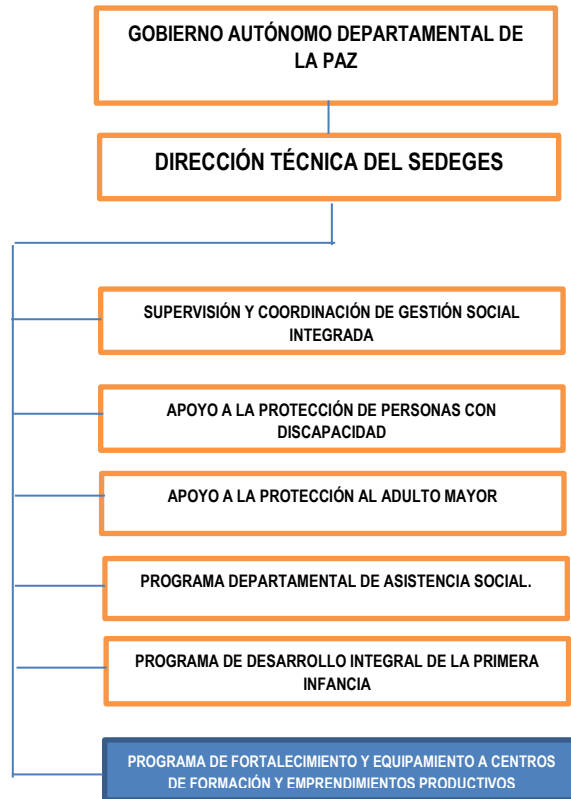 GOBIERNO AUTÓNOMO DEPARTAMENTAL DE
LA PAZ
DIRECCIÓN TÉCNICA DEL SEDEGES
SUPERVISIÓN Y COORDINACIÓN DE GESTIÓN SOCIAL
INTEGRADA
APOYO A LA PROTECCIÓN DE PERSONAS CON
DISCAPACIDAD
APOYO A LA PROTECCIÓN AL ADULTO MAYOR
PROGRAMA DEPARTAMENTAL DE ASISTENCIA SOCIAL.
PROGRAMA DE DESARROLLO INTEGRAL DE LA PRIMERA
INFANCIA
PROGRAMA DE FORTALECIMIENTO Y EQUIPAMIENTO A CENTROS
DE FORMACIÓN Y EMPRENDIMIENTOS PRODUCTIVOS